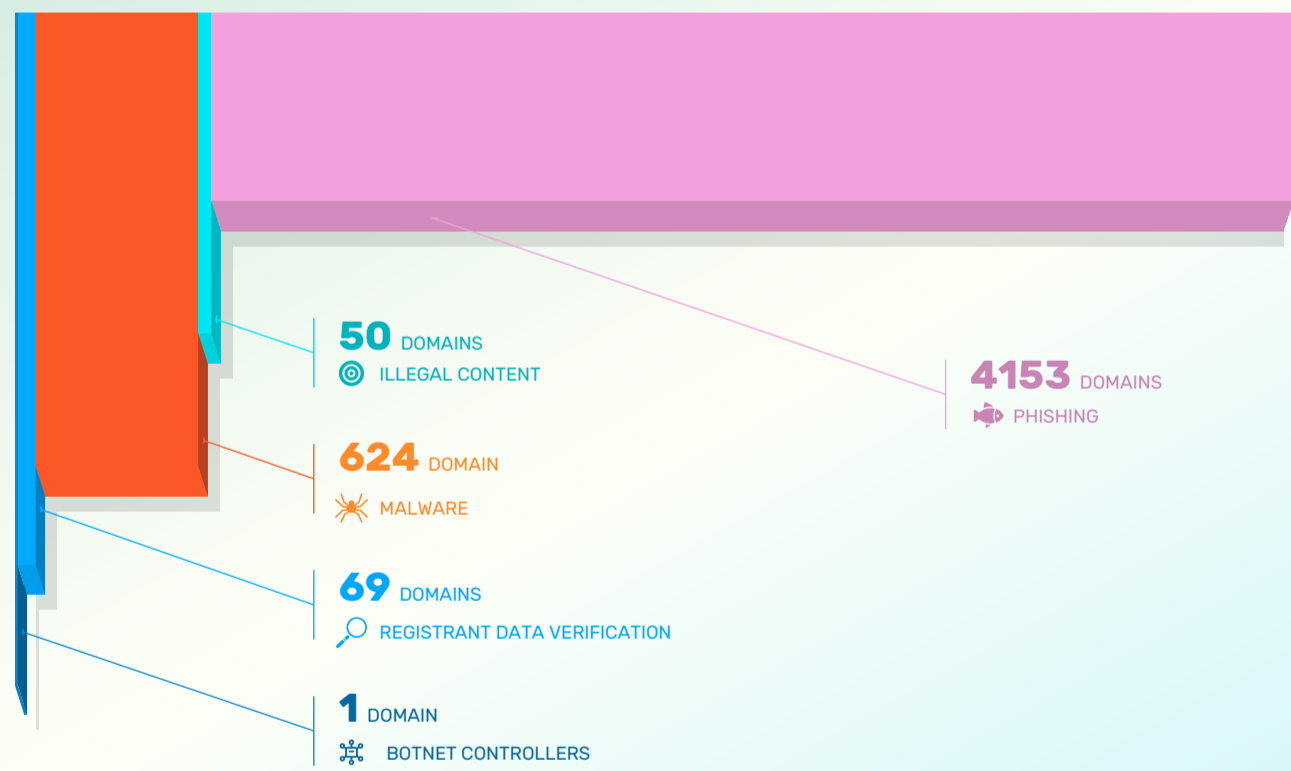 50 DOMAINS
ILLEGAL CONTENT
4153 DOMAINS
PHISHING
624 DOMAIN
MALWARE
69 DOMAINS
REGISTRANT DATA VERIFICATION
1 DOMAIN
BOTNET CONTROLLERS